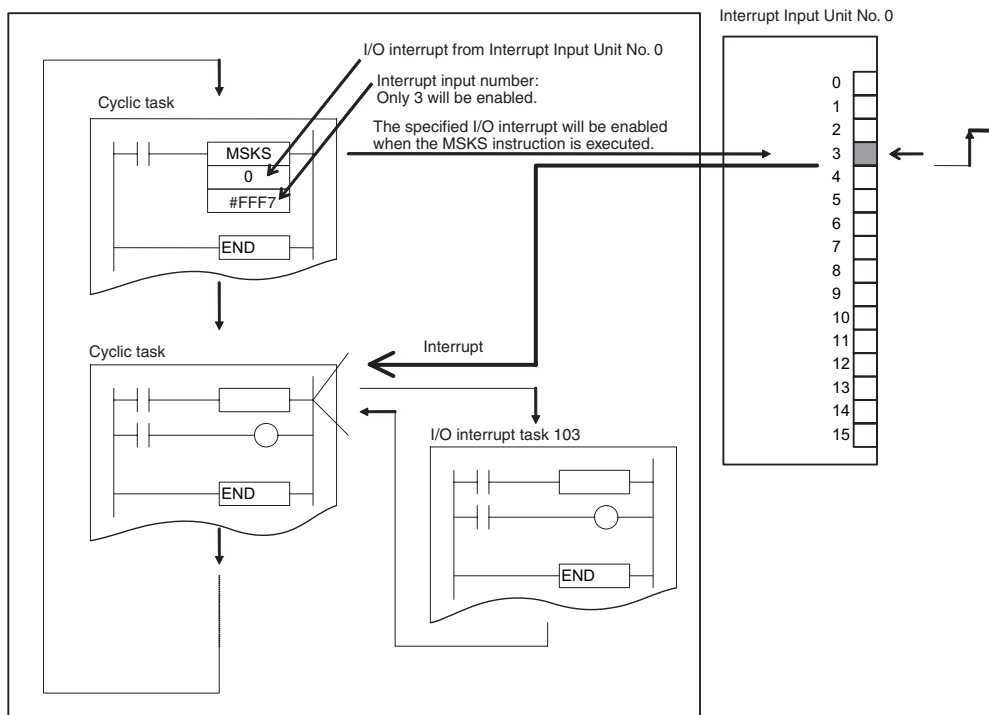 Interrupt Input Unit No. 0
I/O interrupt from Interrupt Input Unit No. 0
Interrupt input number:
Only 3 will be enabled.
The specified I/O interrupt will be enabled
when the MSKS instruction is executed.
Cyclic task
MSKS
0
#FFF7
END
0
1
2
3
4
5
6
7
8
9
10
11
12
13
14
15
Cyclic task
Interrupt
END
I/O interrupt task 103
END